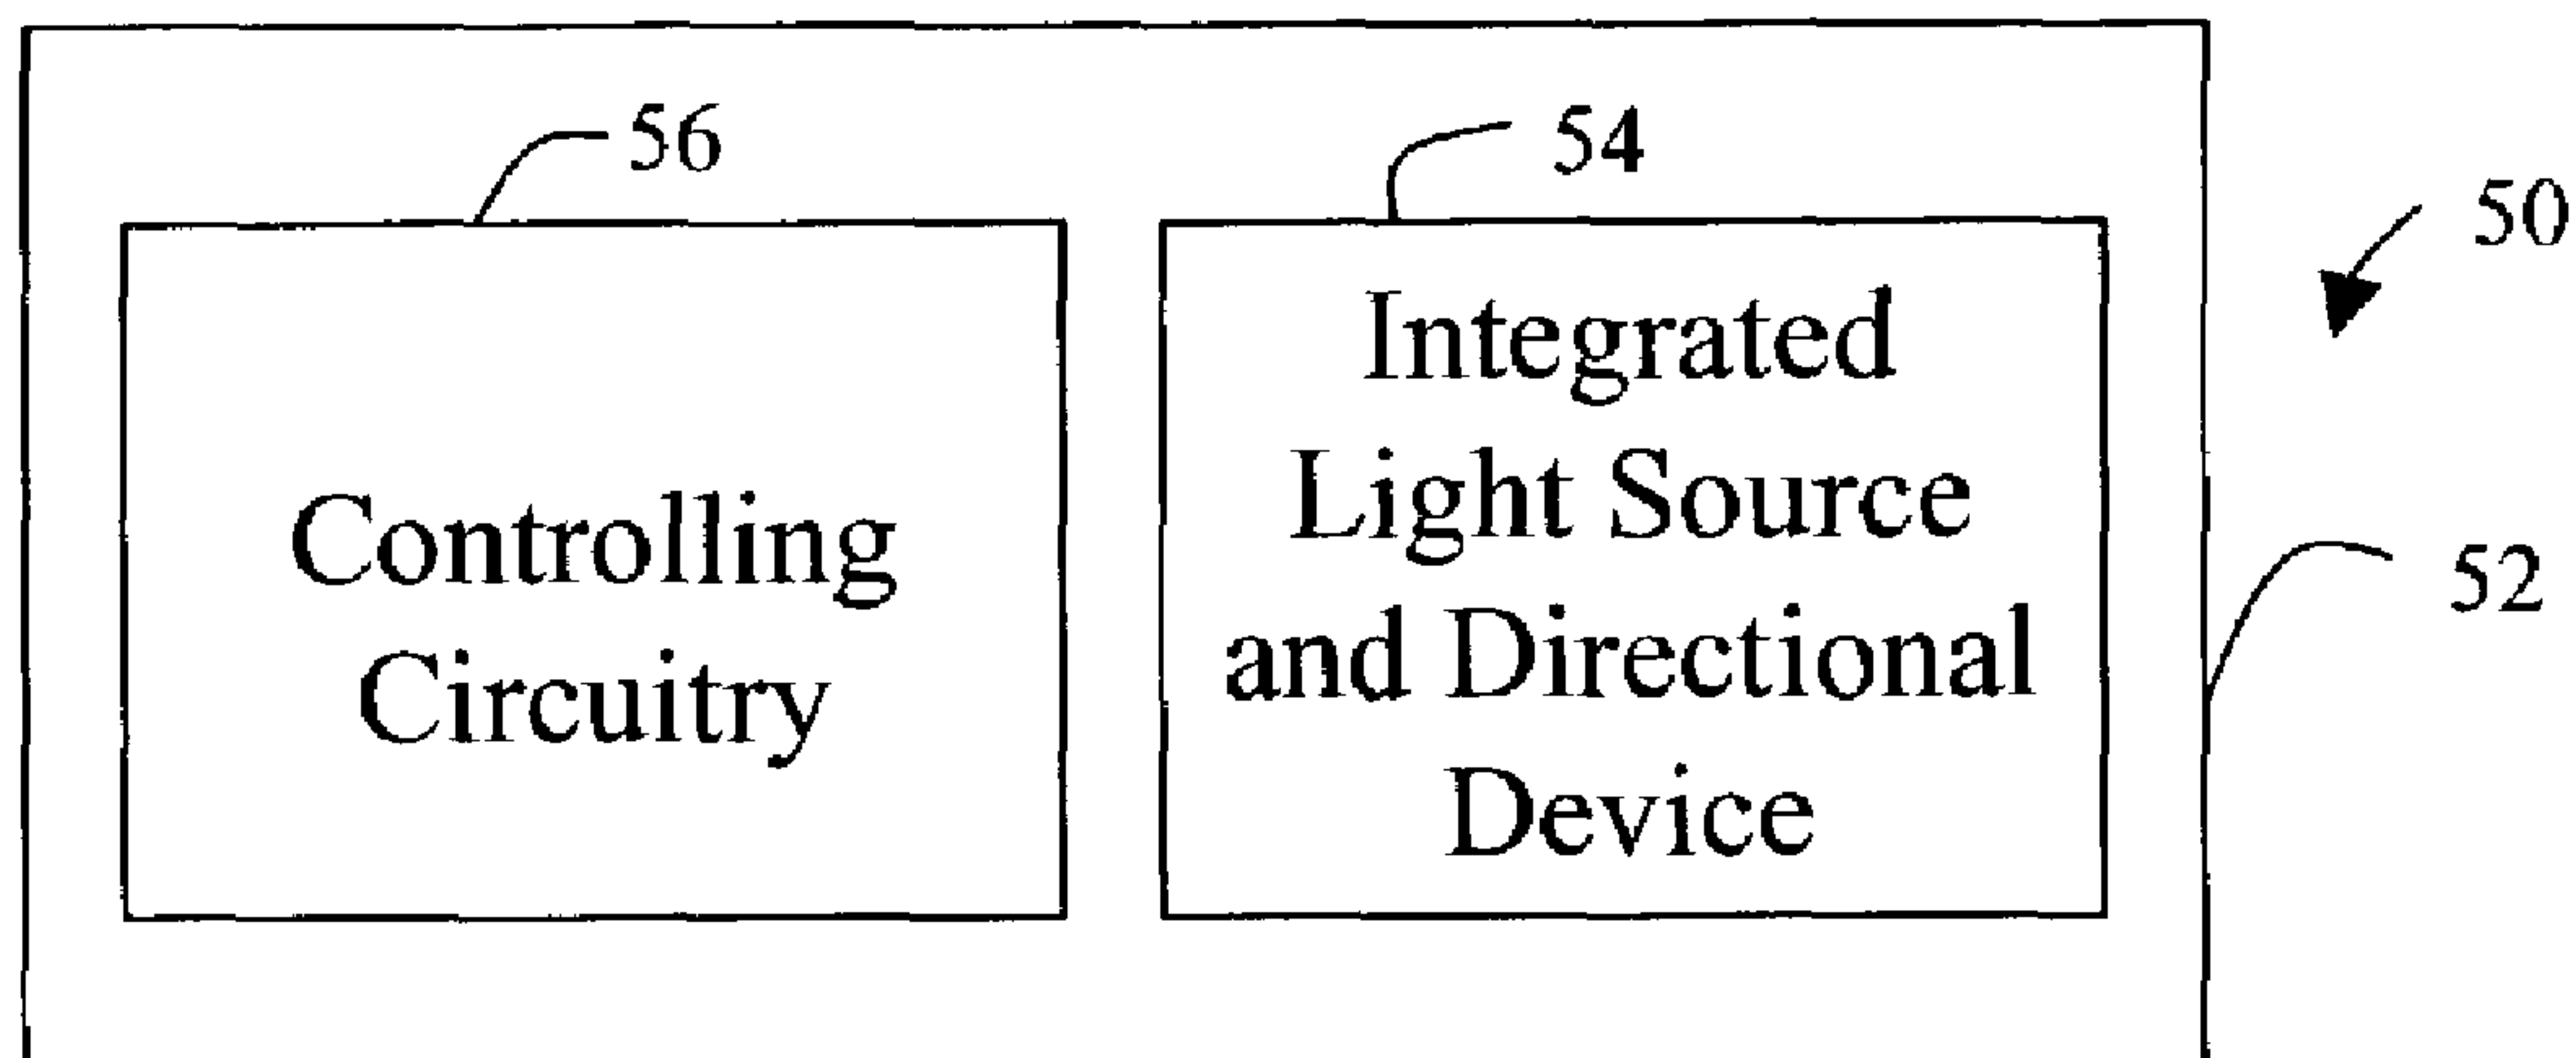 56
54
50
Integrated
Light Source
and Directional
Device
Controlling
Circuitry
52